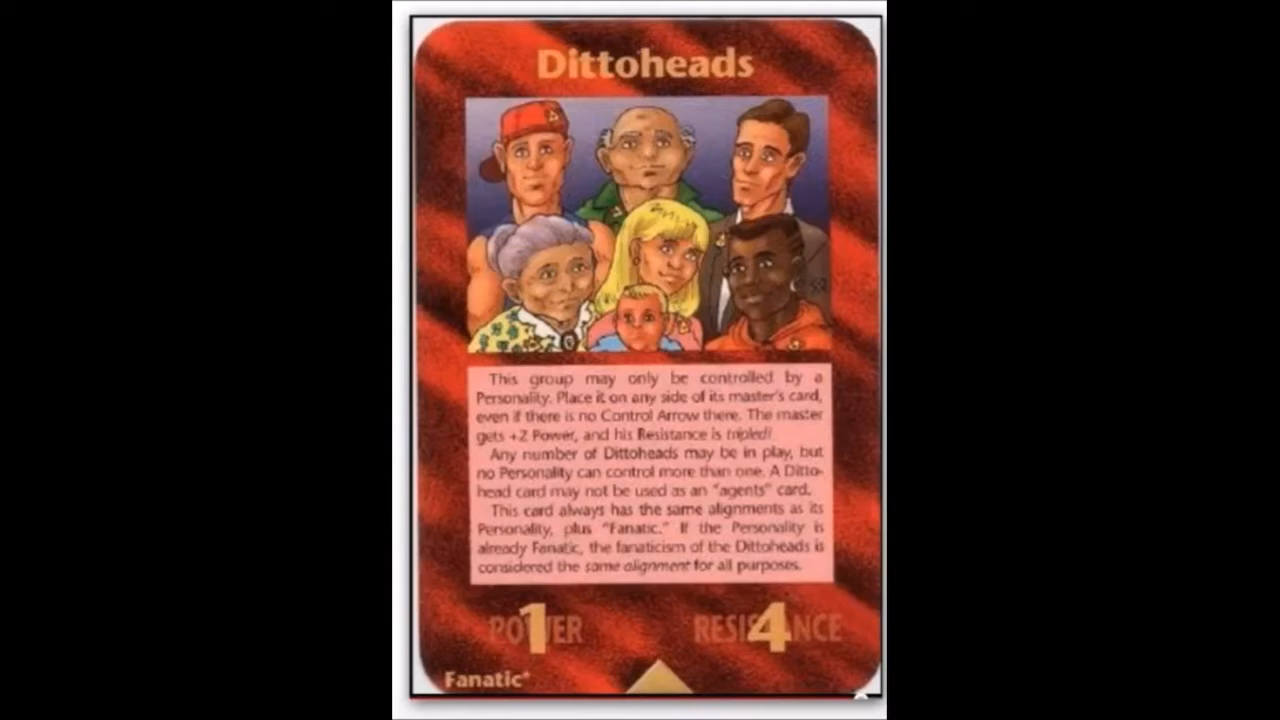 Dittoheads
This group may only be controlled by a
Personality. Place it on any side of its master's card,
even if there is no Control Arrow there. The master
gets +2 Power, and his Resistance is tripled!
Any number of Dittoheads may be in play, but
no Personality can control more than one. A Ditto-
head card may not be used as an "agents" card.
This card always has the same alignments as its
Personality, plus "Fanatic." If the Personality is
already Fanatic, the fanaticism of the Dittoheads is
considered the same alignment for all purposes.
POWER 1 RESISTANCE 4
Fanatic*